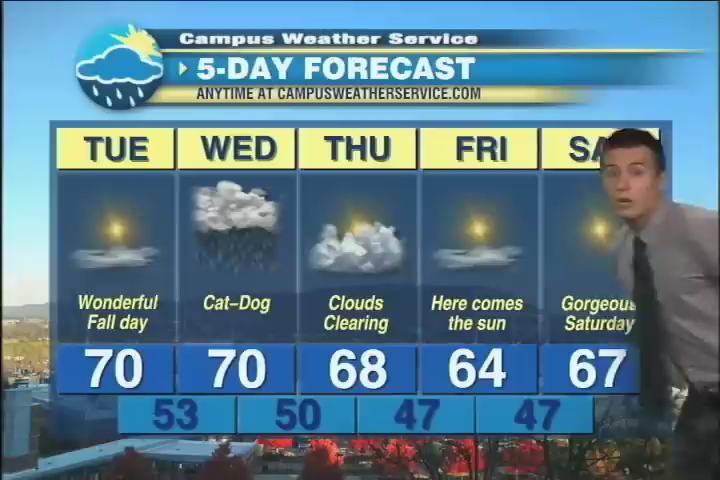 Campus Weather Service
5-DAY FORECAST
ANYTIME AT CAMPUSWEATHERSERVICE.COM
TUE WED THU FRI SA
Wonderful Fall day
Cat-Dog
Clouds Clearing
Here comes the sun
Gorgeous Saturday
70 70 68 64 67
53 50 47 47